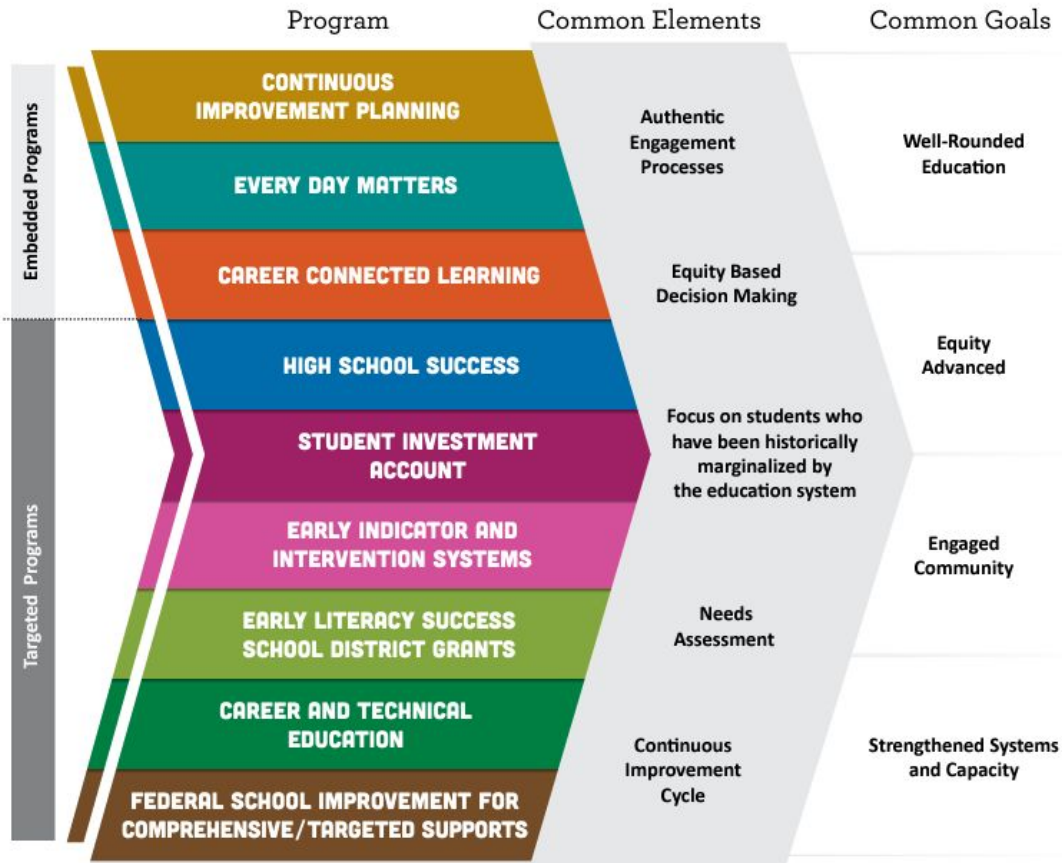 Program
Common Elements
Common Goals
Embedded Programs
Targeted Programs
CONTINUOUS
IMPROVEMENT PLANNING
EVERY DAY MATTERS
CAREER CONNECTED LEARNING
HIGH SCHOOL SUCCESS
STUDENT INVESTMENT
ACCOUNT
EARLY INDICATOR AND
INTERVENTION SYSTEMS
EARLY LITERACY SUCCESS
SCHOOL DISTRICT GRANTS
CAREER AND TECHNICAL
EDUCATION
FEDERAL SCHOOL IMPROVEMENT FOR
COMPREHENSIVE/TARGETED SUPPORTS
Authentic
Engagement
Processes
Equity Based
Decision Making
Focus on students who
have been historically
marginalized by
the education system
Needs
Assessment
Continuous
Improvement
Cycle
Well-Rounded
Education
Equity
Advanced
Engaged
Community
Strengthened Systems
and Capacity